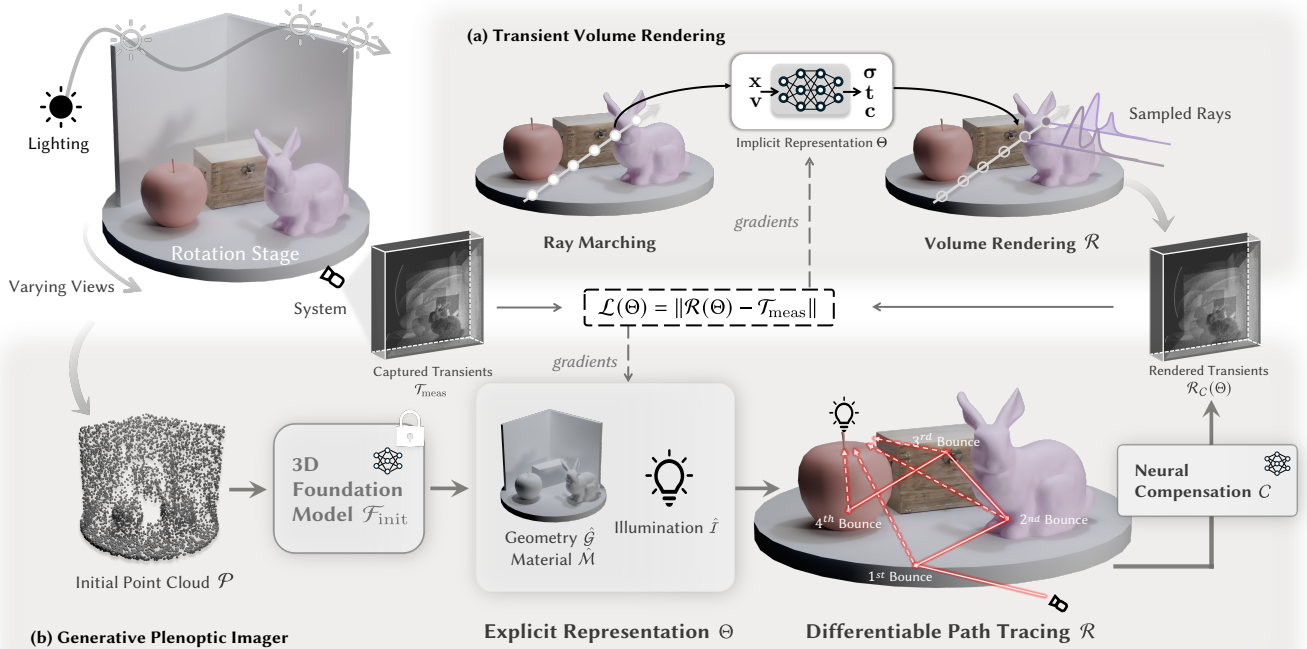 (a) Transient Volume Rendering
Lighting
x
v
σ
t
c
Implicit Representation Θ
Sampled Rays
Rotation Stage
Ray Marching
gradients
Volume Rendering ℛ
Varying Views
System
ℒ(Θ) = ‖ℛ(Θ) − 𝒯meas‖
gradients
Captured Transients
𝒯meas
Rendered Transients
ℛ_C(Θ)
3D
Foundation
Model ℱinit
Geometry 𝒢̂
Material ℳ̂
Illumination ℐ̂
3rd Bounce
4th Bounce
2nd Bounce
1st Bounce
Neural
Compensation 𝒞
Initial Point Cloud 𝒫
(b) Generative Plenoptic Imager
Explicit Representation Θ
Differentiable Path Tracing ℛ